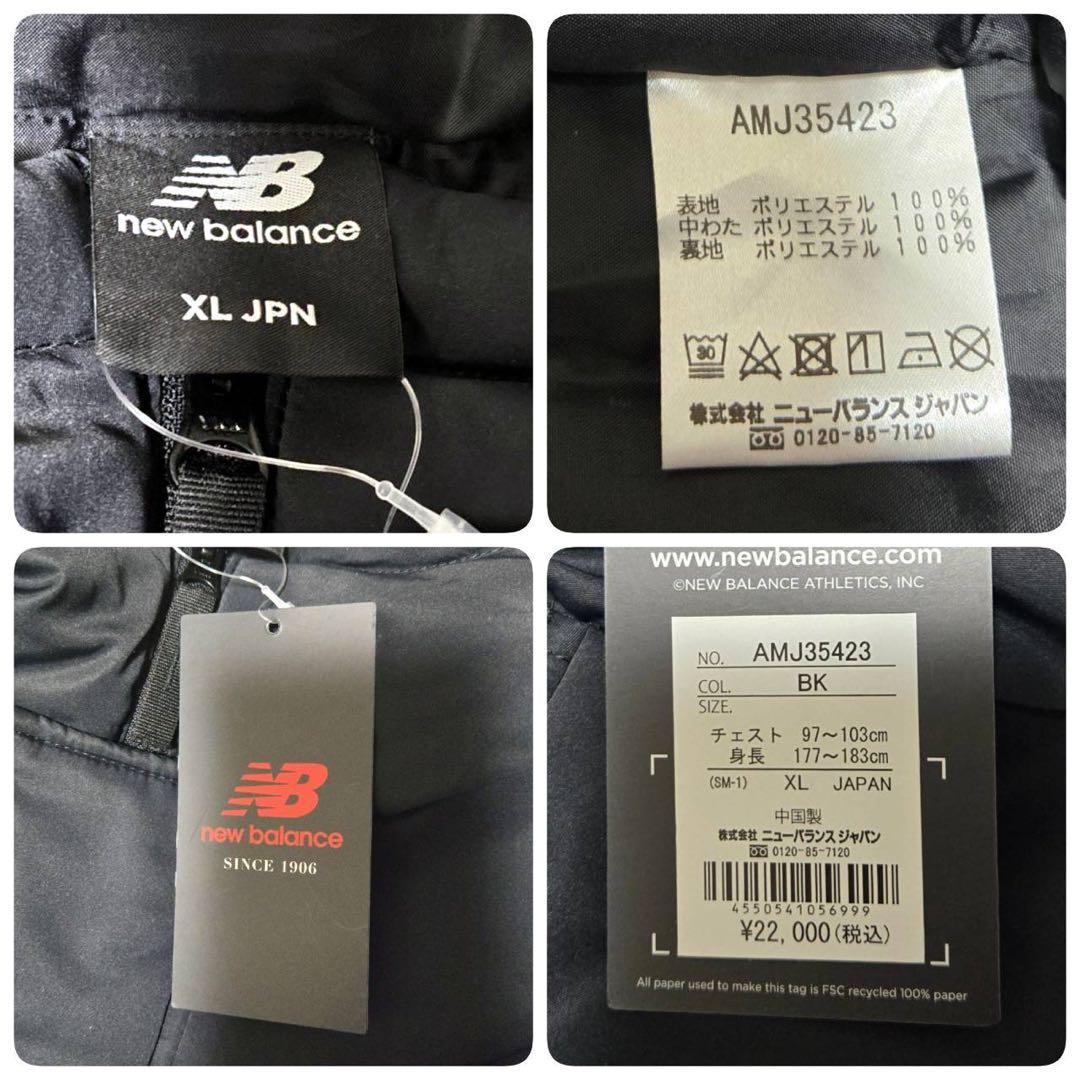 NB
new balance
XL JPN
AMJ35423
表地 ポリエステル 100%
中わた ポリエステル 100%
裏地 ポリエステル 100%
30
株式会社 ニューバランス ジャパン
0120-85-7120
NB
new balance
SINCE 1906
www.newbalance.com
©NEW BALANCE ATHLETICS, INC
NO. AMJ35423
COL. BK
SIZE.
チェスト 97〜103cm
身長 177〜183cm
(SM-1) XL JAPAN
中国製
株式会社 ニューバランス ジャパン
0120-85-7120
4550541056999
¥22,000(税込)
All paper used to make this tag is FSC recycled 100% paper